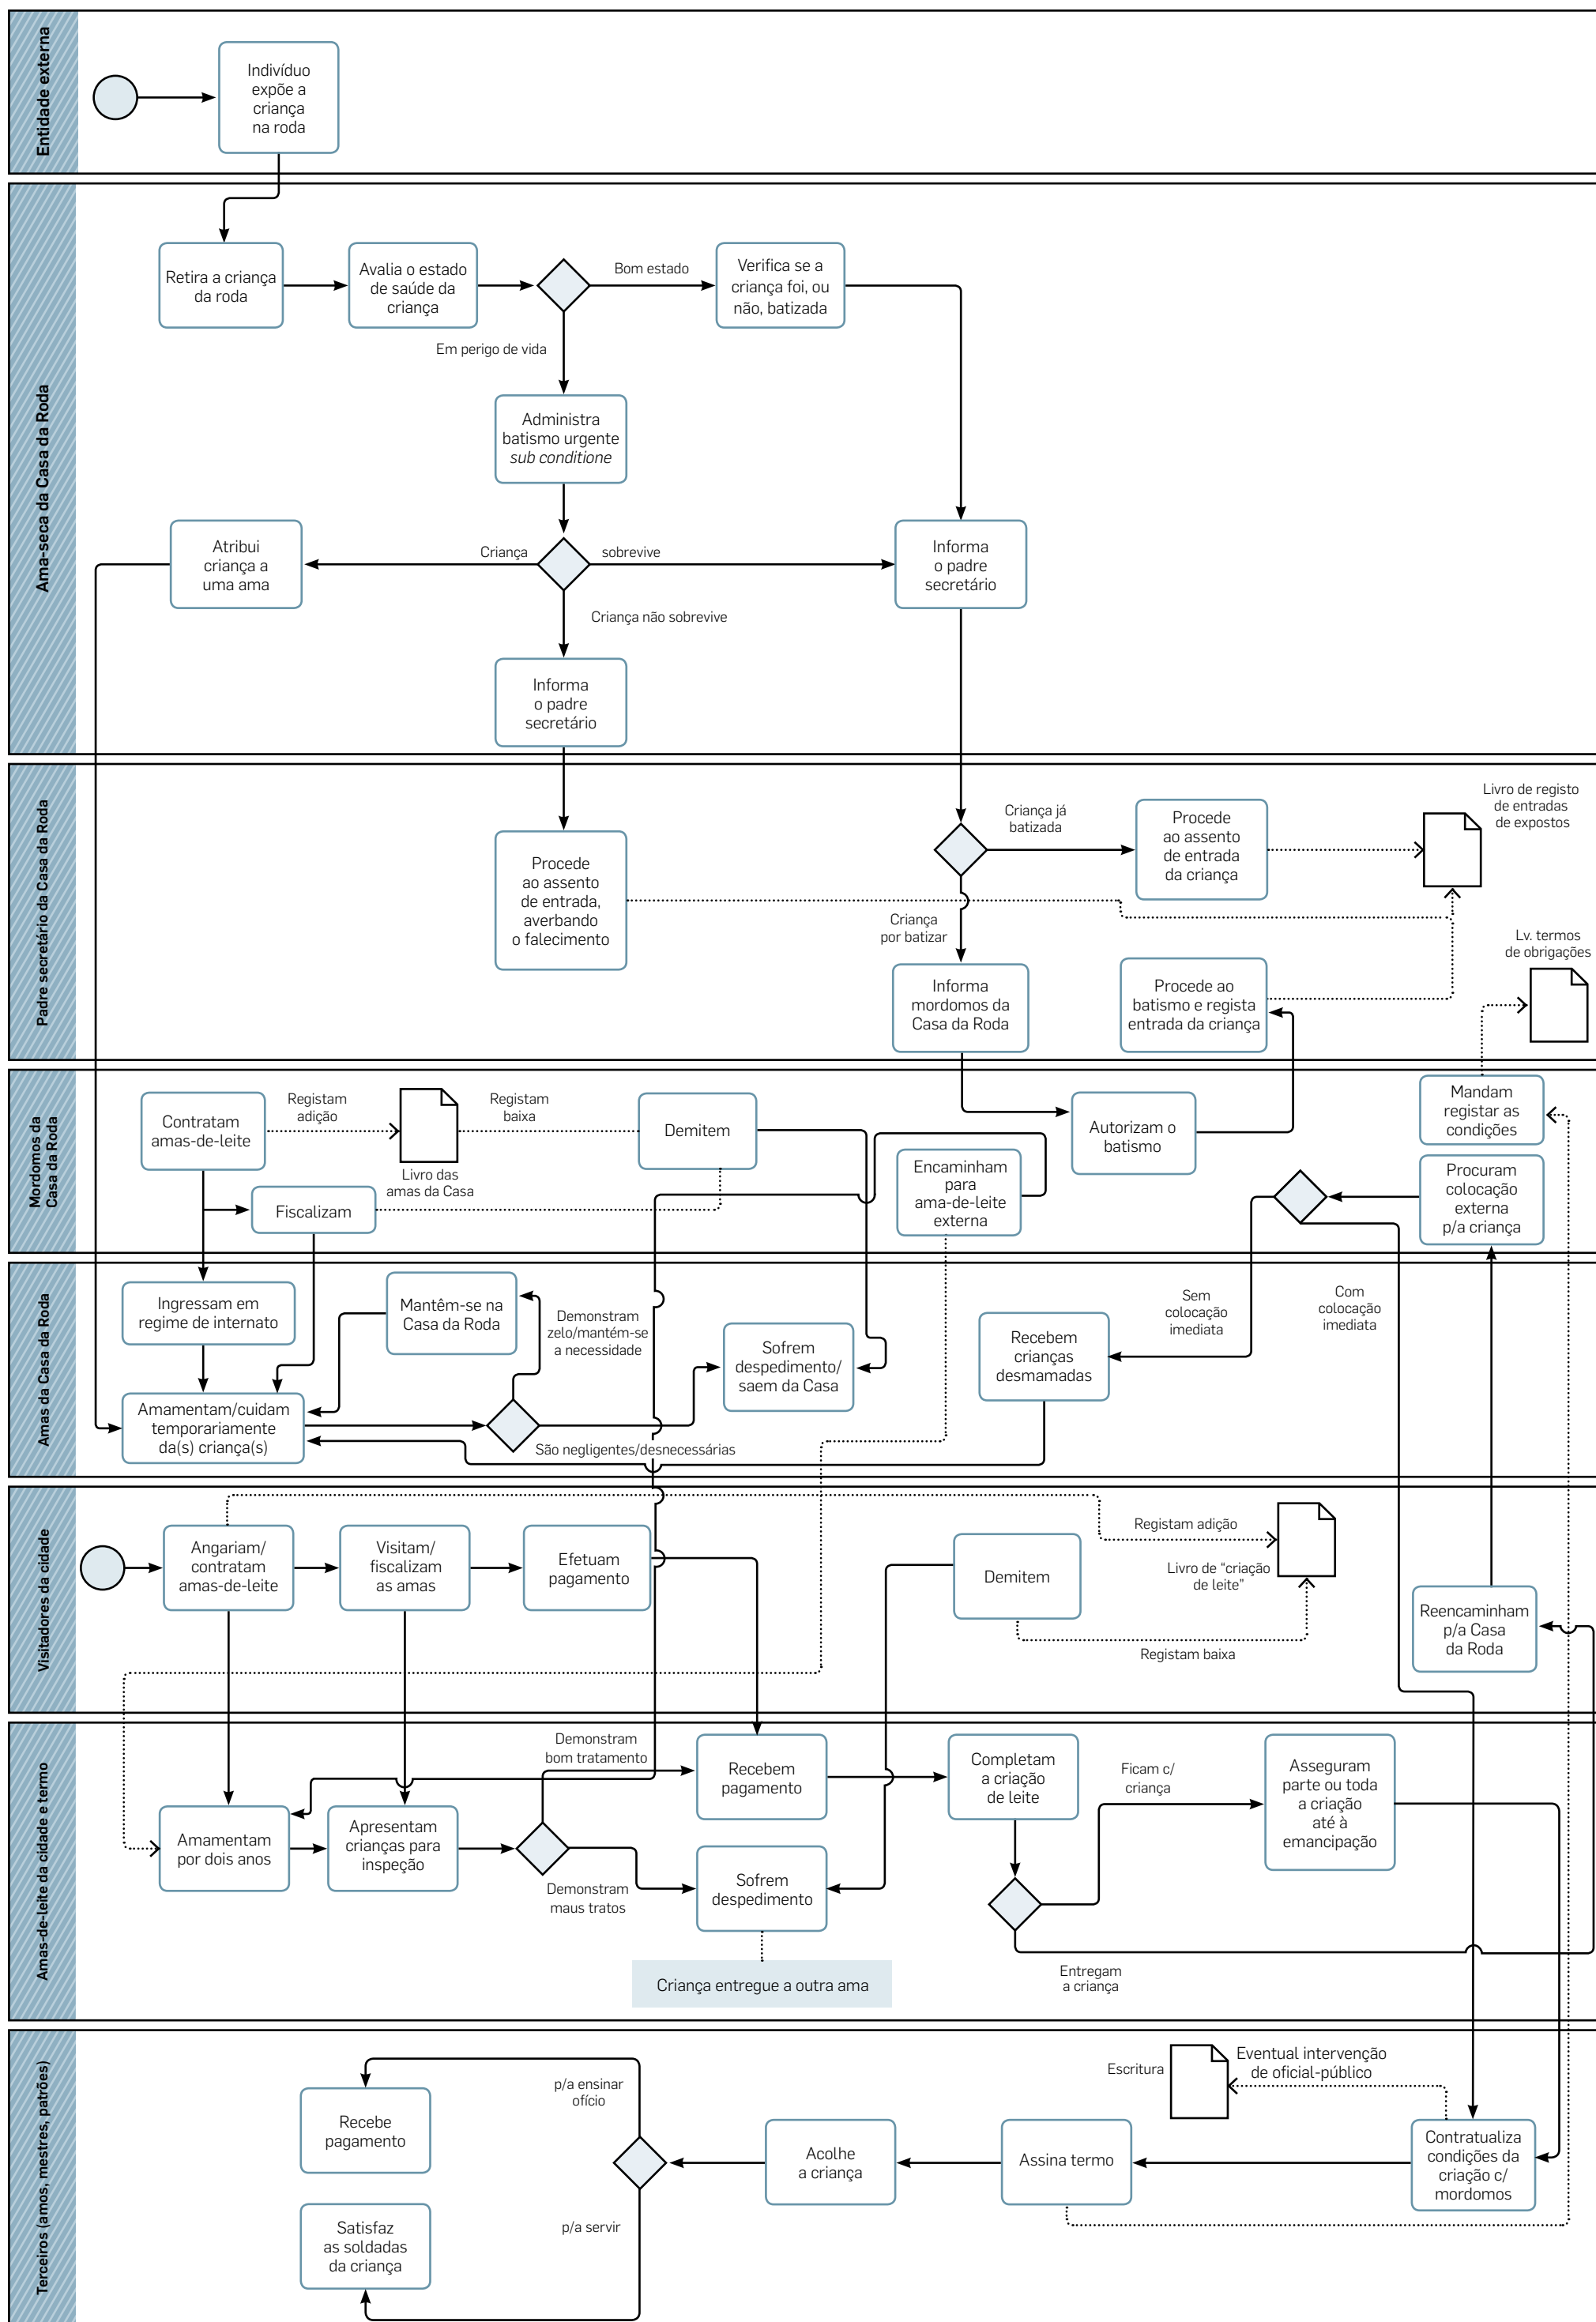 Entidade externa
Indivíduo
expõe a
criança
na roda
Ama-seca da Casa da Roda
Retira a criança
da roda
Avalia o estado
de saúde da
criança
Bom estado
Verifica se a
criança foi, ou
não, batizada
Em perigo de vida
Administra
batismo urgente
sub conditione
Atribui
criança a
uma ama
Criança
sobrevive
Informa
o padre
secretário
Criança não sobrevive
Informa
o padre
secretário
Padre secretário da Casa da Roda
Procede
ao assento
de entrada,
averbando
o falecimento
Criança já
batizada
Procede
ao assento
de entrada
da criança
Livro de registo
de entradas
de expostos
Criança
por batizar
Informa
mordomos da
Casa da Roda
Procede ao
batismo e regista
entrada da criança
Lv. termos
de obrigações
Mordomos da
Casa da Roda
Contratam
amas-de-leite
Registam
adição
Livro das
amas da Casa
Registam
baixa
Demitem
Fiscalizam
Encaminham
para
ama-de-leite
externa
Autorizam o
batismo
Mandam
registar as
condições
Procuram
colocação
externa
p/a criança
Amas da Casa da Roda
Ingressam em
regime de internato
Mantêm-se na
Casa da Roda
Demonstram
zelo/mantém-se
a necessidade
Sofrem
despedimento/
saem da Casa
Recebem
crianças
desmamadas
Sem
colocação
imediata
Com
colocação
imediata
Amamentam/cuidam
temporariamente
da(s) criança(s)
São negligentes/desnecessárias
Visitadores da cidade
Angariam/
contratam
amas-de-leite
Visitam/
fiscalizam
as amas
Efetuam
pagamento
Demitem
Registam adição
Livro de “criação
de leite”
Registam baixa
Reencaminham
p/a Casa
da Roda
Amas-de-leite da cidade e termo
Amamentam
por dois anos
Apresentam
crianças para
inspeção
Demonstram
bom tratamento
Demonstram
maus tratos
Recebem
pagamento
Sofrem
despedimento
Criança entregue a outra ama
Completam
a criação
de leite
Ficam c/
criança
Entregam
a criança
Asseguram
parte ou toda
a criação
até à
emancipação
Terceiros (amos, mestres, patrões)
Recebe
pagamento
p/a ensinar
ofício
Satisfaz
as soldadas
da criança
p/a servir
Acolhe
a criança
Assina termo
Escritura
Eventual intervenção
de oficial-público
Contratualiza
condições da
criação c/
mordomos